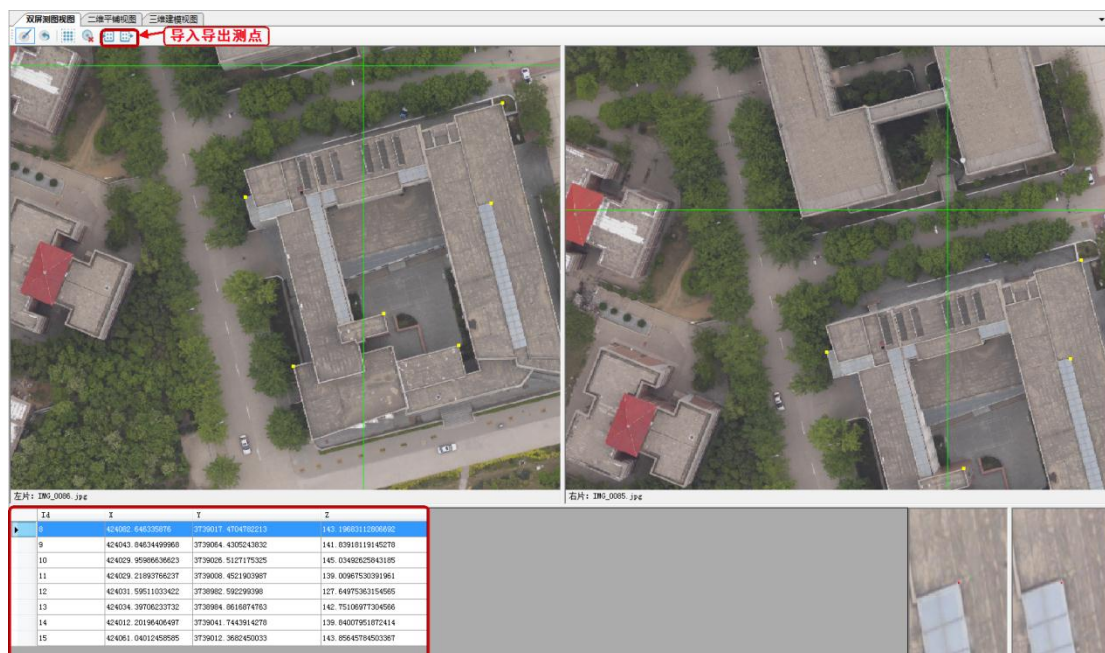 双屏测图视图 二维平铺视图 三维建模视图
导入导出测点
左片: IMG_0086.jpg
右片: IMG_0085.jpg
Id X Y Z
8 424082.646335876 3739017.4704782213 143.19683112806692
9 424043.84634499968 3739064.4305243832 141.83918119145278
10 424029.95986636623 3739026.5127175325 145.03492625843185
11 424029.21893766237 3739008.4521903987 139.00967530391961
12 424031.59511033422 3738982.592299398 127.64975363154565
13 424034.39706233732 3738984.8616874763 142.75106977304566
14 424012.20196406497 3739041.7443914278 139.84007951872414
15 424061.04012458585 3739012.3682450033 143.85645784503367